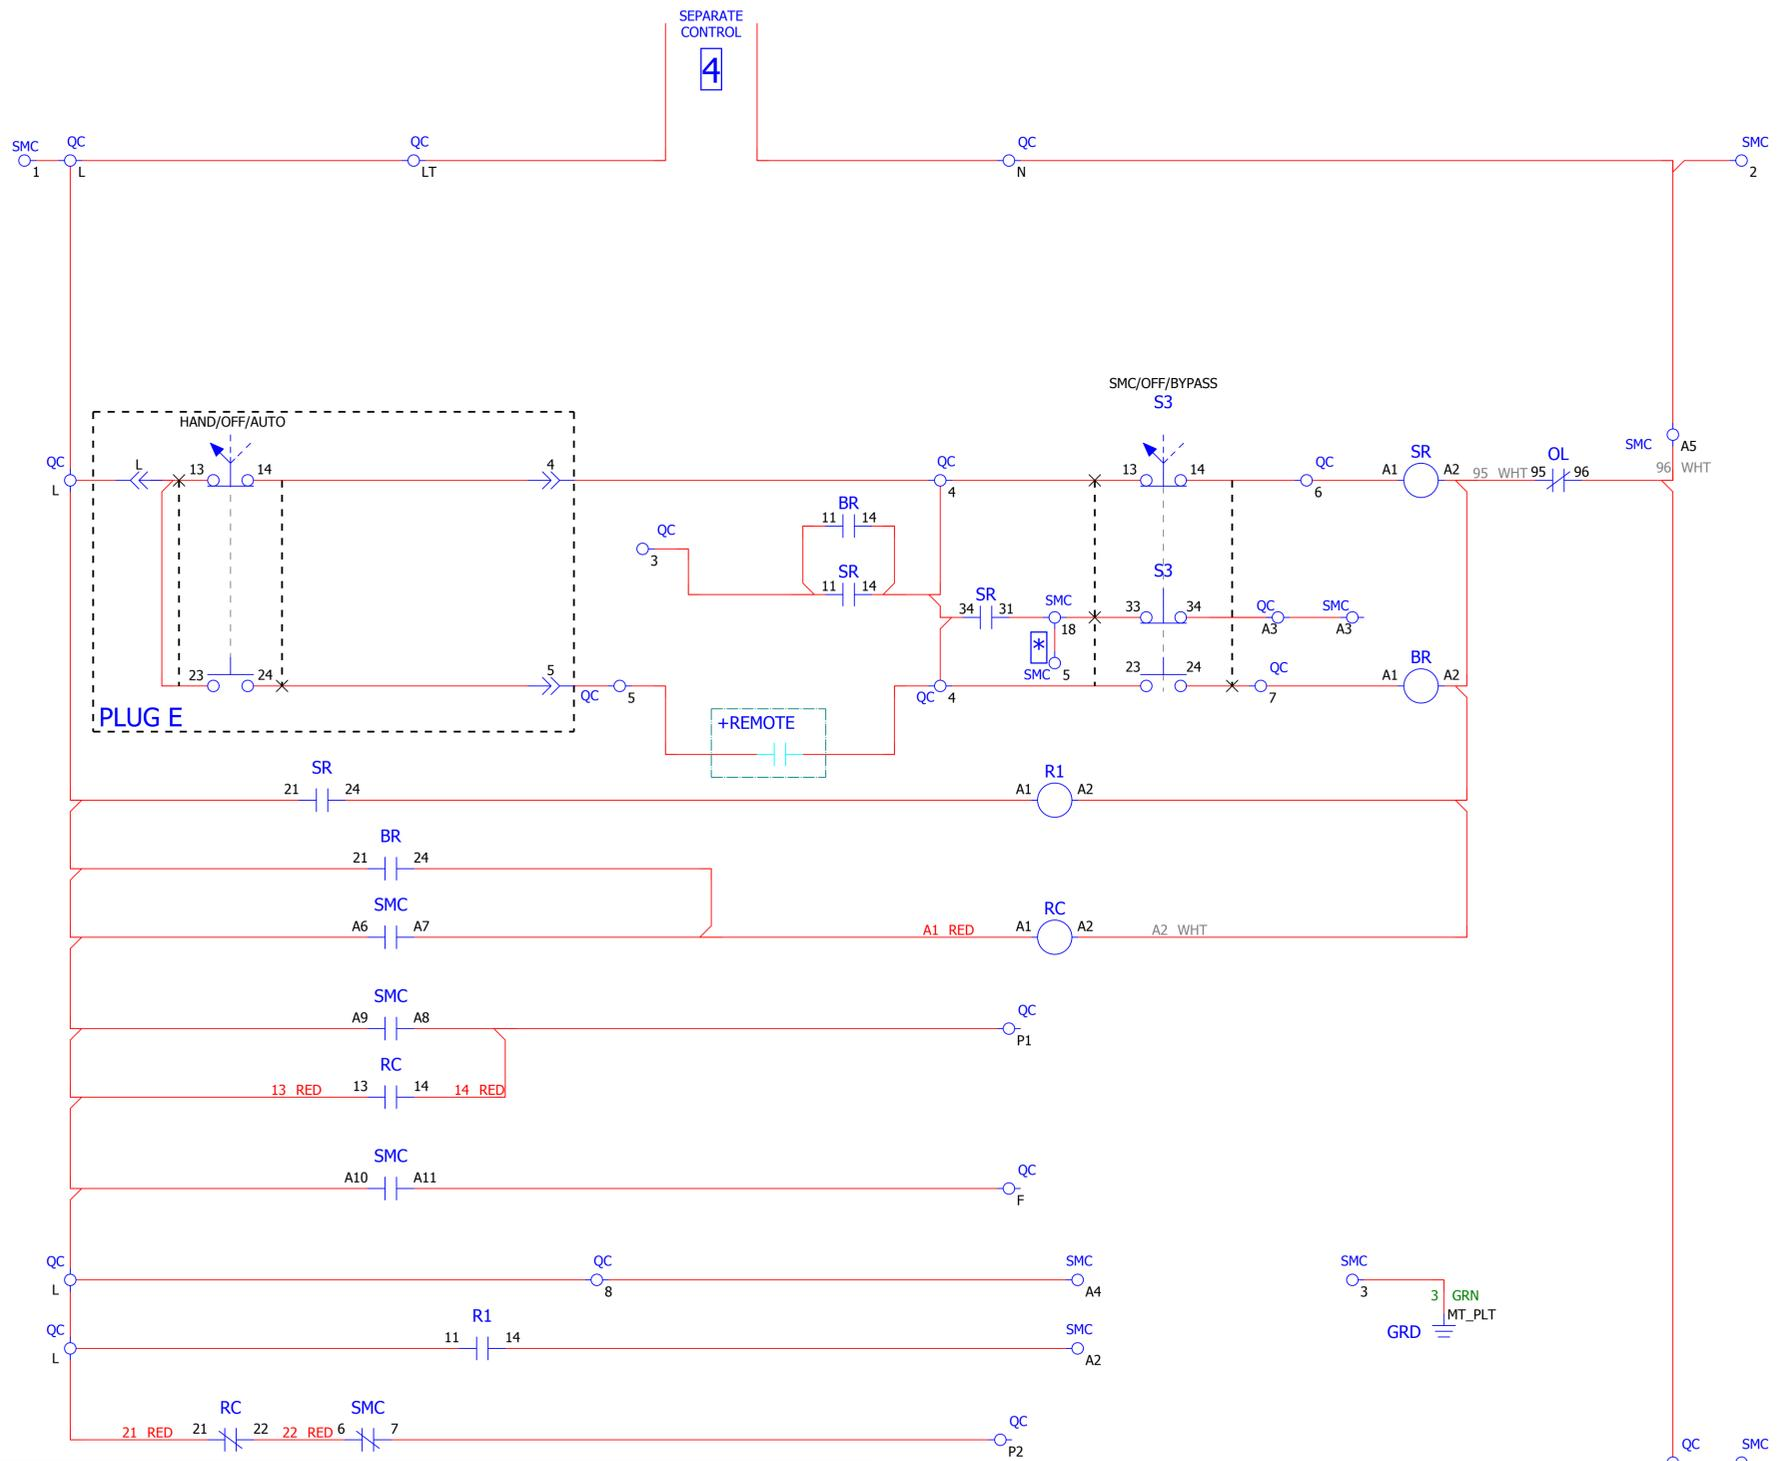 SEPARATE
CONTROL
4
SMC
1
QC
L
QC
LT
QC
N
SMC
2
SMC/OFF/BYPASS
S3
HAND/OFF/AUTO
QC
L
L
13
14
4
QC
4
13
14
QC
6
SR
A1
A2
95 WHT
OL
95
96
SMC
A5
96 WHT
BR
11
14
QC
3
SR
11
14
SR
34
31
SMC
18
*
SMC
5
S3
33
34
QC
A3
SMC
A3
23
24
5
QC
5
QC
4
23
24
QC
7
BR
A1
A2
PLUG E
+REMOTE
SR
21
24
R1
A1
A2
BR
21
24
SMC
A6
A7
A1 RED
RC
A1
A2
A2 WHT
SMC
A9
A8
QC
P1
RC
13 RED
13
14
14 RED
SMC
A10
A11
QC
F
QC
L
QC
8
SMC
A4
SMC
3
3 GRN
MT_PLT
GRD
QC
L
R1
11
14
SMC
A2
RC
21 RED
21
22
22 RED
SMC
6
7
QC
P2
QC
SMC